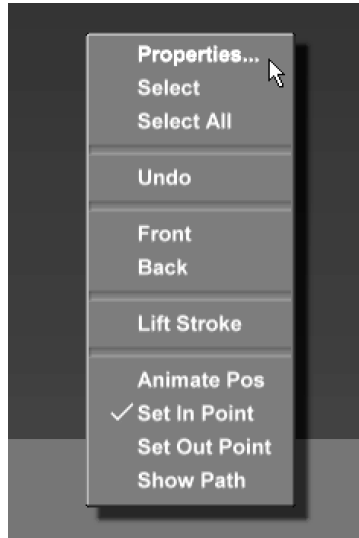 Properties...
Select
Select All
Undo
Front
Back
Lift Stroke
Animate Pos
Set In Point
Set Out Point
Show Path